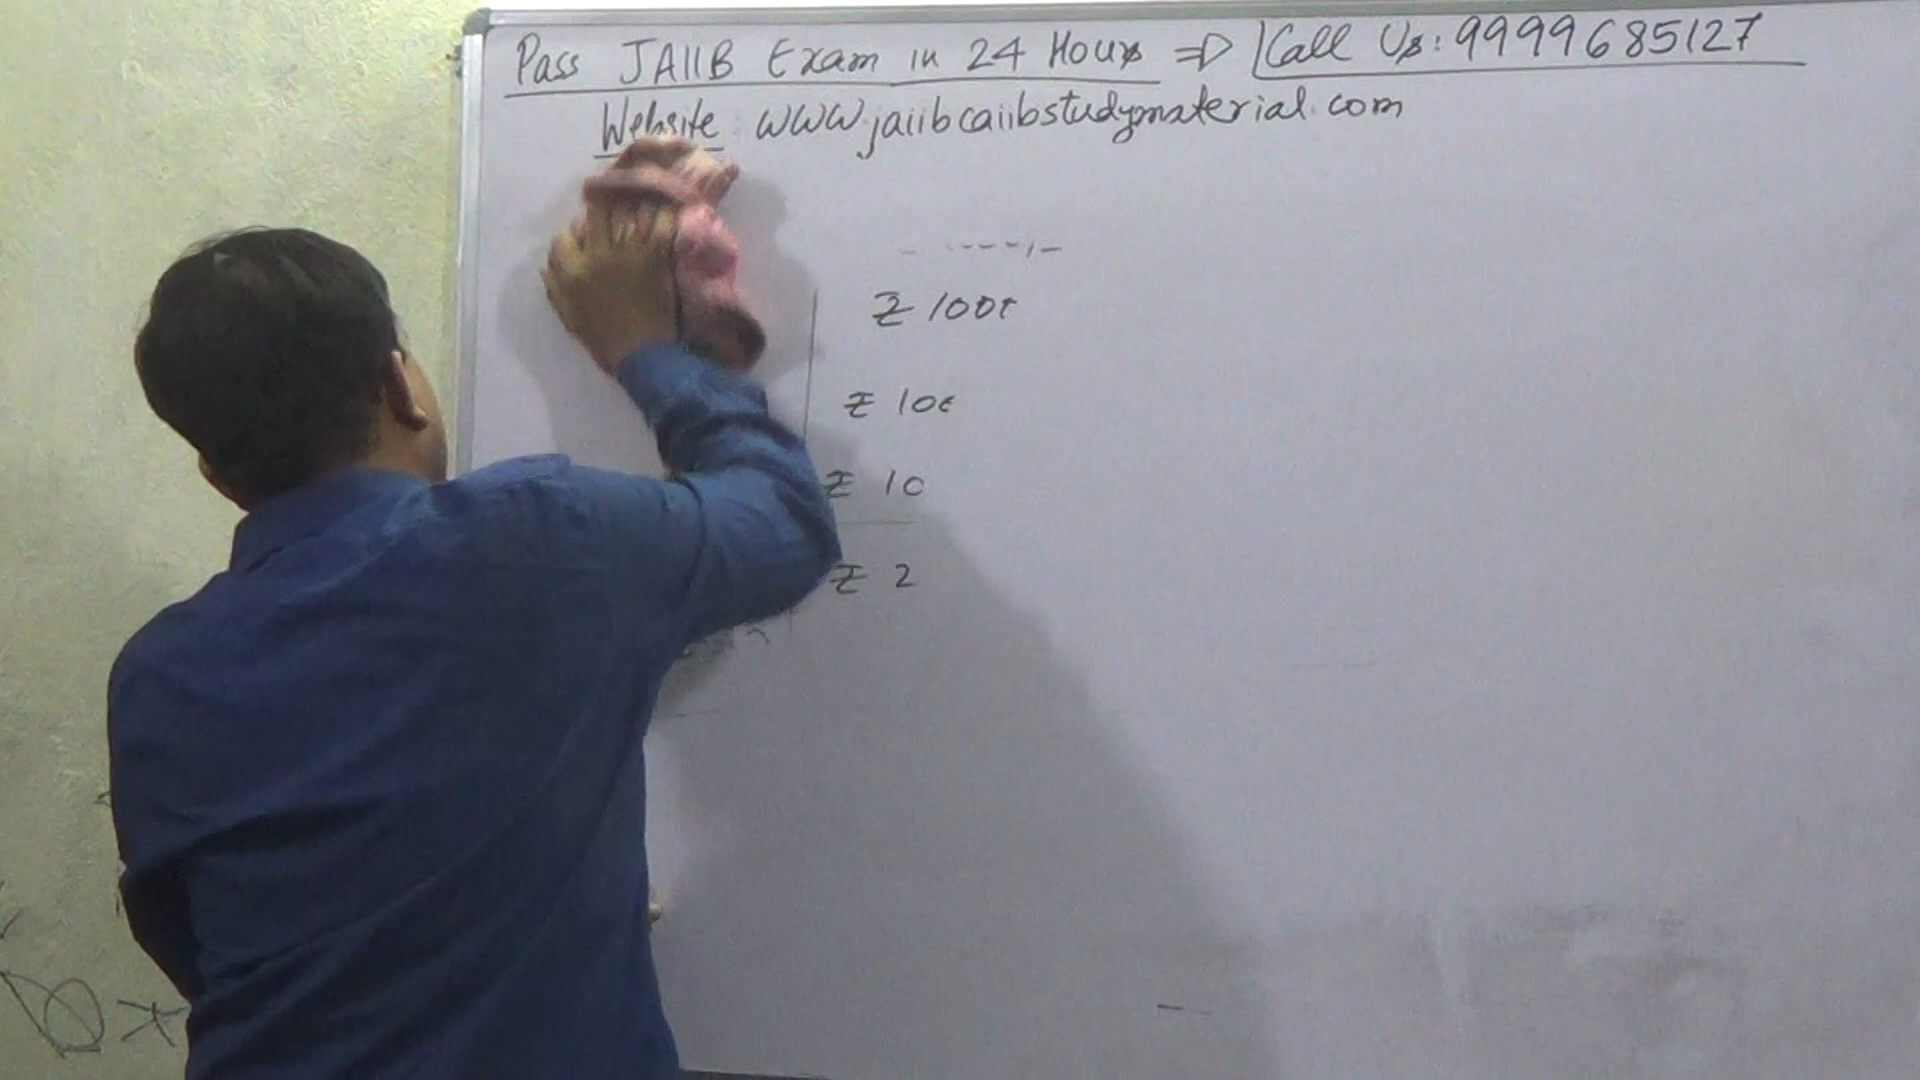 Pass JAIIB Exam in 24 Hours ⇒ Call Us: 9999685127
Website: www.jaiibcaiibstudymaterial.com
₹ 1000
₹ 100
₹ 10
₹ 2